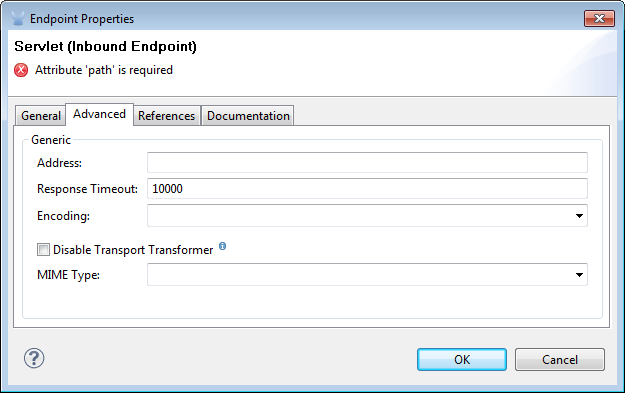 Endpoint Properties
Servlet (Inbound Endpoint)
Attribute 'path' is required
General Advanced References Documentation
Generic
Address:
Response Timeout: 10000
Encoding:
Disable Transport Transformer
MIME Type:
OK Cancel